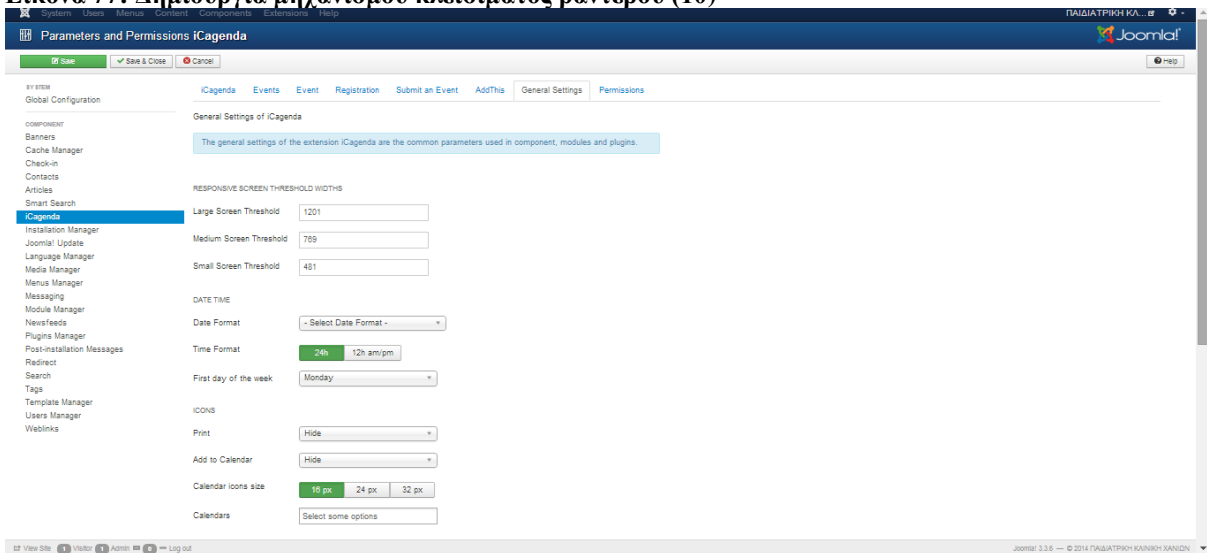 Εικόνα 77: Δημιουργία μηχανισμού κλεισίματος ραντεβού (10)
System Users Menus Content Components Extensions Help ΠΑΙΔΙΑΤΡΙΚΗ ΚΛ...
Parameters and Permissions iCagenda Joomla!
Save Save & Close Cancel Help
BY ITEM
Global Configuration
COMPONENT
Banners
Cache Manager
Check-in
Contacts
Articles
Smart Search
iCagenda
Installation Manager
Joomla! Update
Language Manager
Media Manager
Menus Manager
Messaging
Module Manager
Newsfeeds
Plugins Manager
Post-installation Messages
Redirect
Search
Tags
Template Manager
Users Manager
Weblinks
iCagenda Events Event Registration Submit an Event AddThis General Settings Permissions
General Settings of iCagenda
The general settings of the extension iCagenda are the common parameters used in component, modules and plugins.
RESPONSIVE SCREEN THRESHOLD WIDTHS
Large Screen Threshold 1201
Medium Screen Threshold 769
Small Screen Threshold 481
DATE TIME
Date Format - Select Date Format -
Time Format 24h 12h am/pm
First day of the week Monday
ICONS
Print Hide
Add to Calendar Hide
Calendar icons size 16 px 24 px 32 px
Calendars Select some options
View Site 1 Visitor 1 Admin 0 Log out Joomla! 3.3.6 — © 2014 ΠΑΙΔΙΑΤΡΙΚΗ ΚΛΙΝΙΚΗ ΧΑΝΙΩΝ